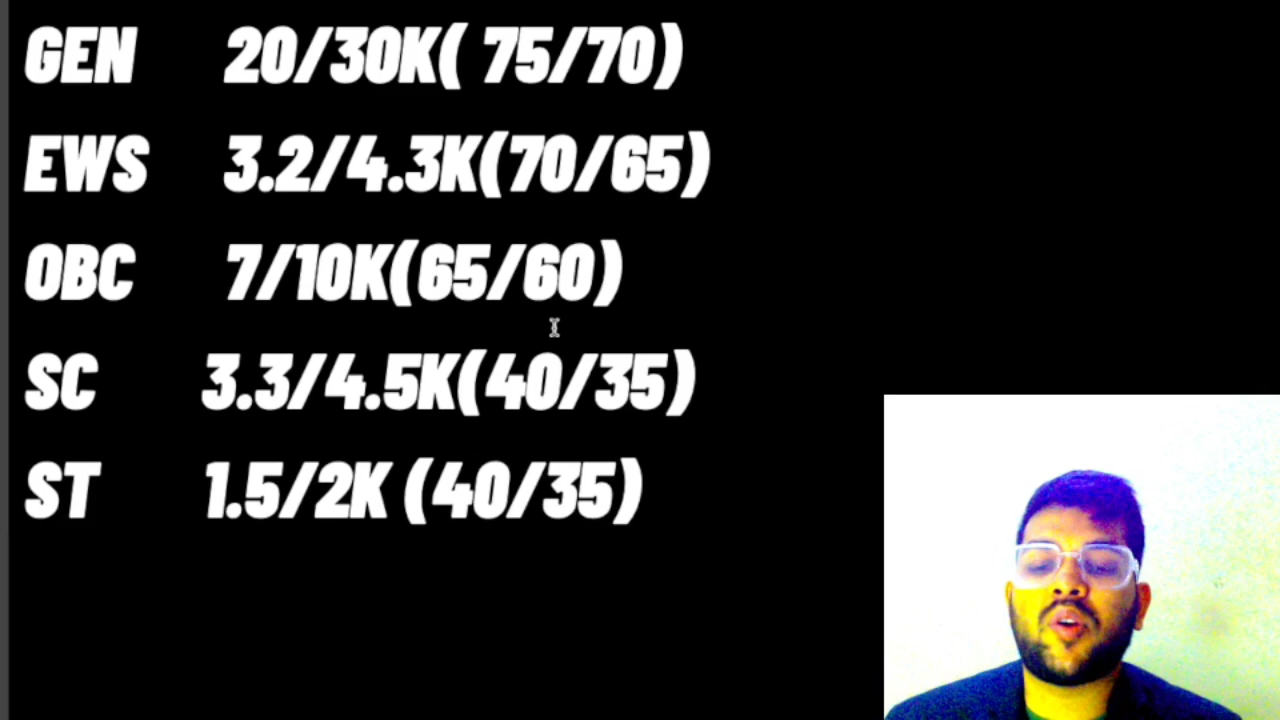 GEN 20/30K( 75/70)
EWS 3.2/4.3K(70/65)
OBC 7/10K(65/60)
SC 3.3/4.5K(40/35)
ST 1.5/2K (40/35)